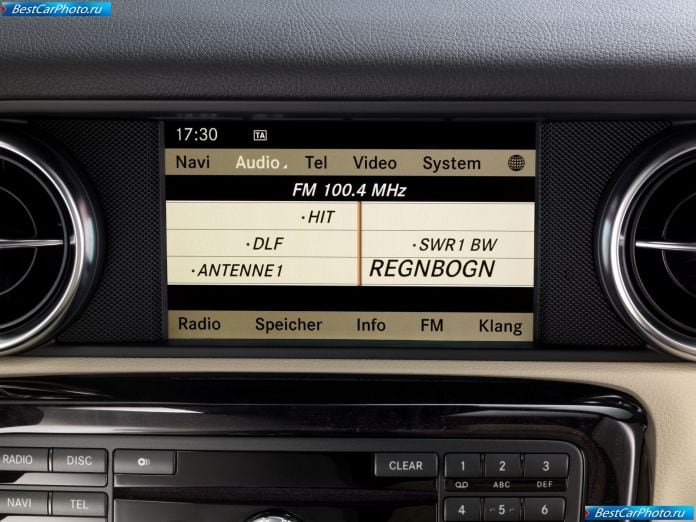 BestCarPhoto.ru
17:30 TA
Navi Audio Tel Video System
FM 100.4 MHz
·HIT
·DLF ·SWR1 BW
·ANTENNE1 REGNBOGN
Radio Speicher Info FM Klang
RADIO DISC CLEAR 1 2 3
ABC DEF
NAVI TEL 4 5 6
BestCarPhoto.ru